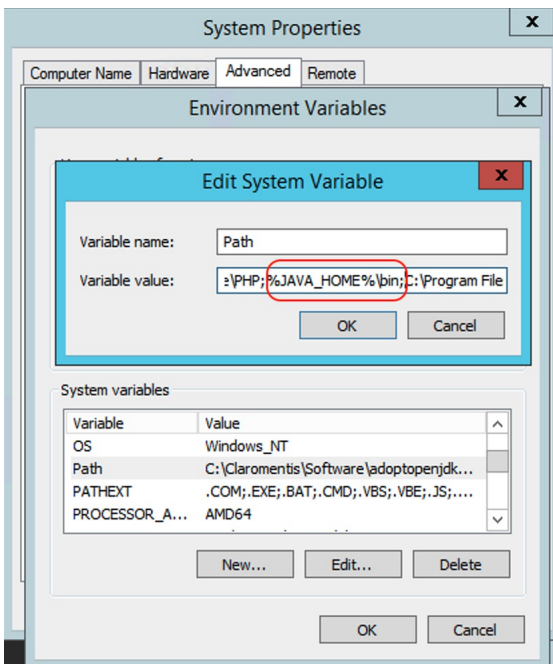 System Properties
x
Computer Name Hardware Advanced Remote
Environment Variables
x
Edit System Variable
x
Variable name: Path
Variable value: e\PHP;%JAVA_HOME%\bin;C:\Program File
OK Cancel
System variables
Variable Value
OS Windows_NT
Path C:\Claromentis\Software\adoptopenjdk...
PATHEXT .COM;.EXE;.BAT;.CMD;.VBS;.VBE;.JS;....
PROCESSOR_A... AMD64
New... Edit... Delete
OK Cancel